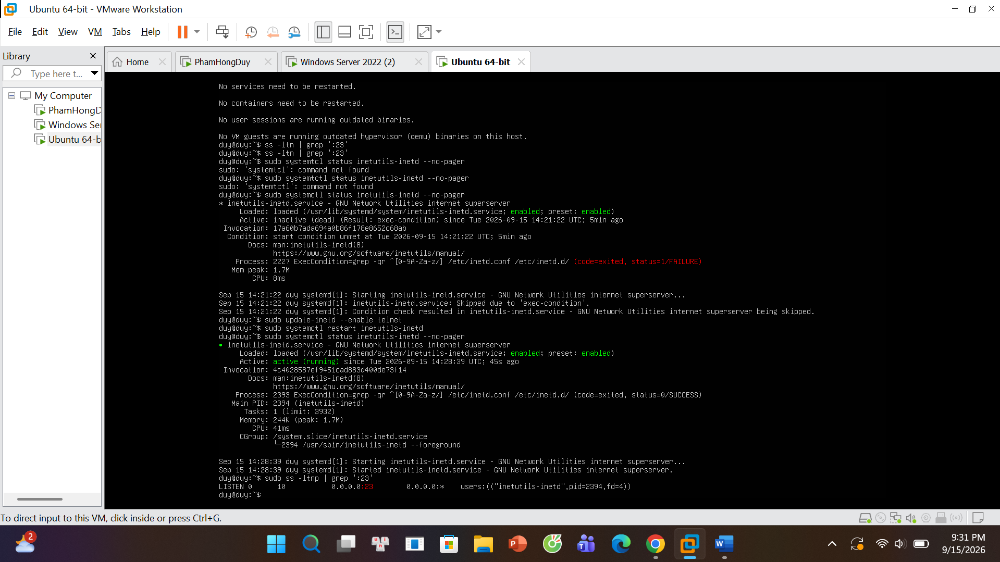 Ubuntu 64-bit - VMware Workstation
File Edit View VM Tabs Help
Library
Type here t...
My Computer
PhamHongD
Windows Se
Ubuntu 64-b
Home PhamHongDuy Windows Server 2022 (2) Ubuntu 64-bit
No services need to be restarted.
No containers need to be restarted.
No user sessions are running outdated binaries.
No VM guests are running outdated hypervisor (qemu) binaries on this host.
duy@duy:~$ ss -ltn | grep ':23'
duy@duy:~$ ss -ltn | grep ':23'
duy@duy:~$ sudo systemtcl status inetutils-inetd --no-pager
sudo: 'systemtcl': command not found
duy@duy:~$ sudo systemtctl status inetutils-inetd --no-pager
sudo: 'systemtctl': command not found
duy@duy:~$ sudo systemctl status inetutils-inetd --no-pager
* inetutils-inetd.service - GNU Network Utilities internet superserver
Loaded: loaded (/usr/lib/systemd/system/inetutils-inetd.service; enabled; preset: enabled)
Active: inactive (dead) (Result: exec-condition) since Tue 2026-09-15 14:21:22 UTC; 5min ago
Invocation: 17a60b7ada694a0b86f178e8652c68ab
Condition: start condition unmet at Tue 2026-09-15 14:21:22 UTC; 5min ago
Docs: man:inetutils-inetd(8)
https://www.gnu.org/software/inetutils/manual/
Process: 2227 ExecCondition=grep -qr ^[0-9A-Za-z/] /etc/inetd.conf /etc/inetd.d/ (code=exited, status=1/FAILURE)
Mem peak: 1.7M
CPU: 8ms
Sep 15 14:21:22 duy systemd[1]: Starting inetutils-inetd.service - GNU Network Utilities internet superserver...
Sep 15 14:21:22 duy systemd[1]: inetutils-inetd.service: Skipped due to 'exec-condition'.
Sep 15 14:21:22 duy systemd[1]: Condition check resulted in inetutils-inetd.service - GNU Network Utilities internet superserver being skipped.
duy@duy:~$ sudo update-inetd --enable telnet
duy@duy:~$ sudo systemctl restart inetutils-inetd
duy@duy:~$ sudo systemctl status inetutils-inetd --no-pager
● inetutils-inetd.service - GNU Network Utilities internet superserver
Loaded: loaded (/usr/lib/systemd/system/inetutils-inetd.service; enabled; preset: enabled)
Active: active (running) since Tue 2026-09-15 14:28:39 UTC; 45s ago
Invocation: 4c4028587ef9451cad883d400de73f14
Docs: man:inetutils-inetd(8)
https://www.gnu.org/software/inetutils/manual/
Process: 2393 ExecCondition=grep -qr ^[0-9A-Za-z/] /etc/inetd.conf /etc/inetd.d/ (code=exited, status=0/SUCCESS)
Main PID: 2394 (inetutils-inetd)
Tasks: 1 (limit: 3932)
Memory: 244K (peak: 1.7M)
CPU: 41ms
CGroup: /system.slice/inetutils-inetd.service
└─2394 /usr/sbin/inetutils-inetd --foreground
Sep 15 14:28:39 duy systemd[1]: Starting inetutils-inetd.service - GNU Network Utilities internet superserver...
Sep 15 14:28:39 duy systemd[1]: Started inetutils-inetd.service - GNU Network Utilities internet superserver.
duy@duy:~$ sudo ss -ltnp | grep ':23'
LISTEN 0 10 0.0.0.0:23 0.0.0.0:* users:(("inetutils-inetd",pid=2394,fd=4))
duy@duy:~$
To direct input to this VM, click inside or press Ctrl+G.
2
9:31 PM
9/15/2026